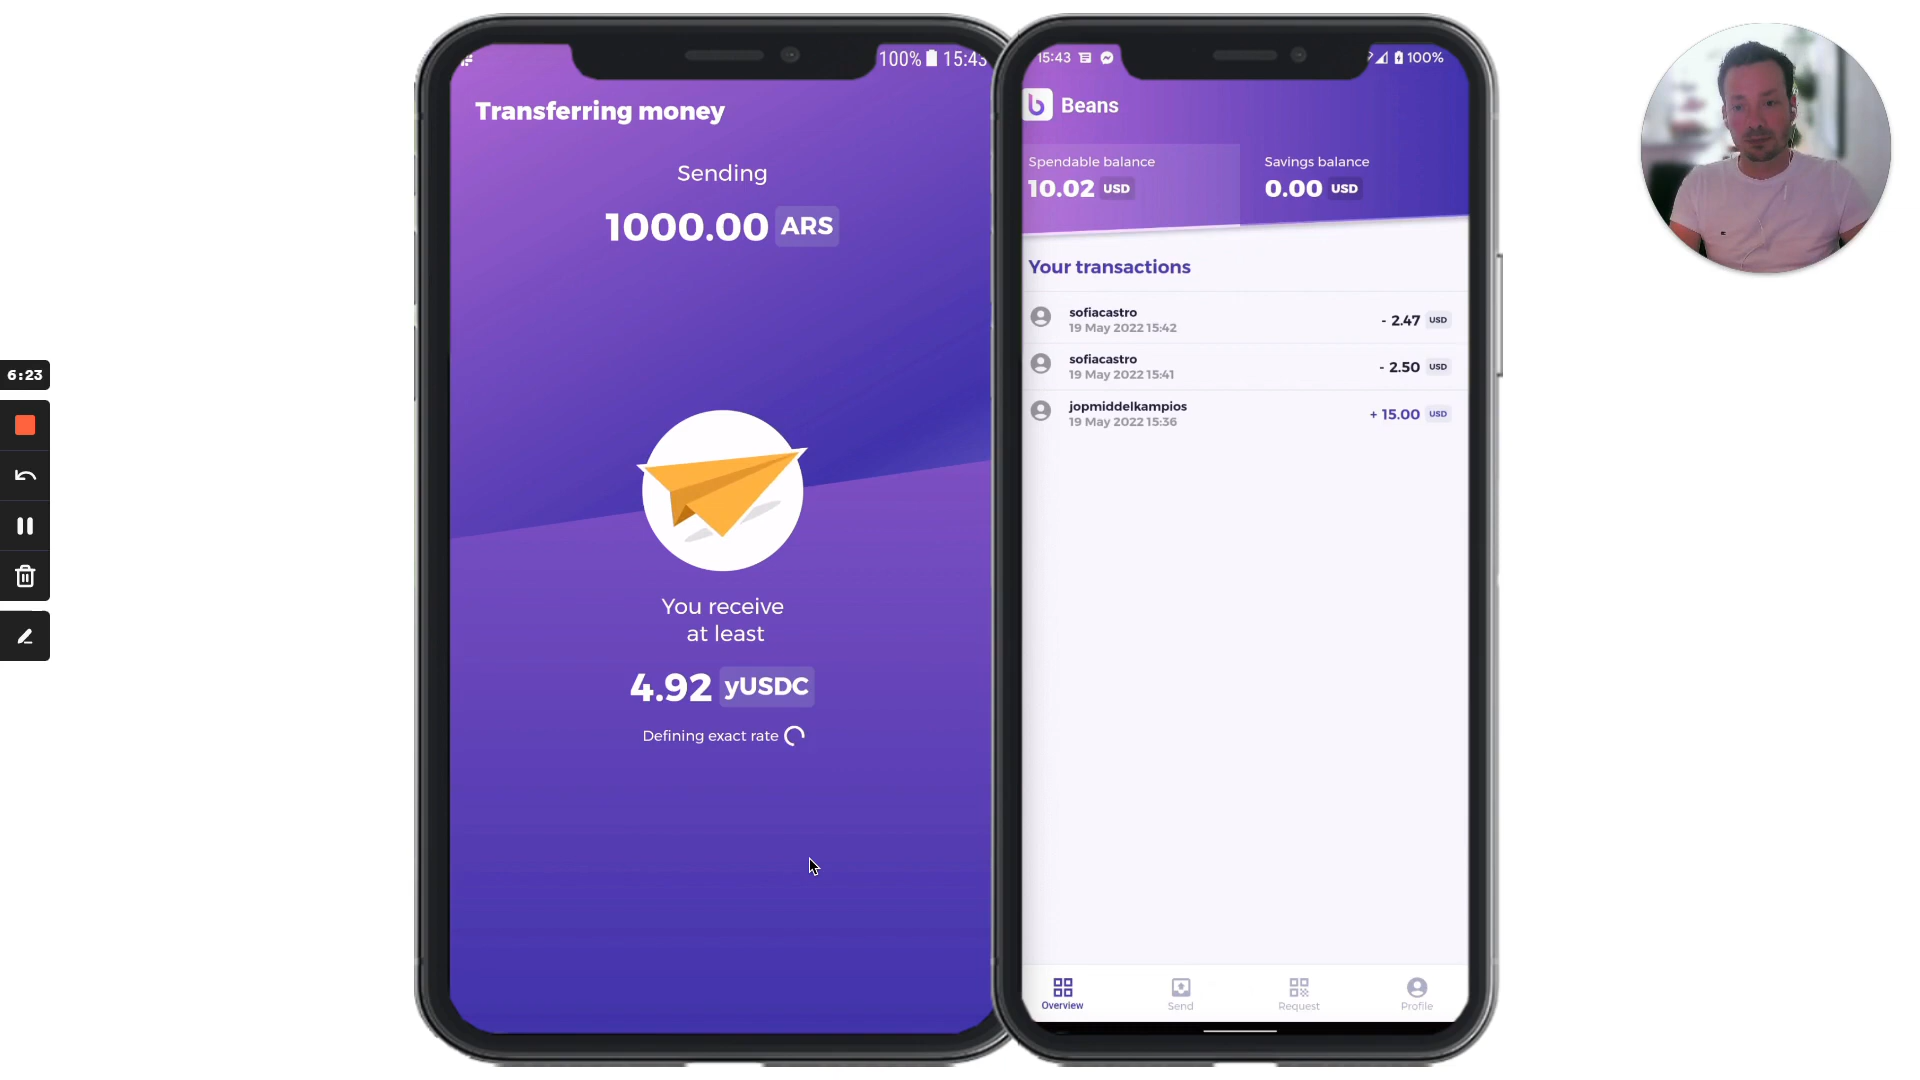 100% 15:43
Transferring money
Sending
1000.00 ARS
You receive
at least
4.92 yUSDC
Defining exact rate
15:43 100%
b Beans
Spendable balance
10.02 USD
Savings balance
0.00 USD
Your transactions
sofiacastro
19 May 2022 15:42
- 2.47 USD
sofiacastro
19 May 2022 15:41
- 2.50 USD
jopmiddelkampios
19 May 2022 15:36
+ 15.00 USD
Overview
Send
Request
Profile
6:23